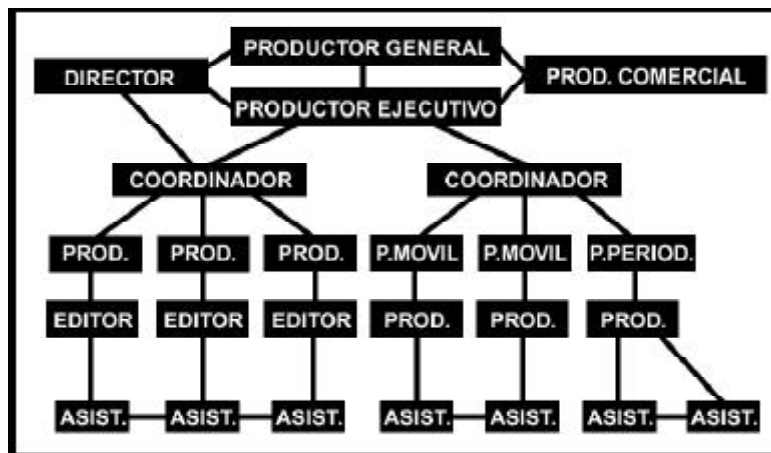 PRODUCTOR GENERAL
DIRECTOR
PROD. COMERCIAL
PRODUCTOR EJECUTIVO
COORDINADOR COORDINADOR
PROD. PROD. PROD. P.MOVIL P.MOVIL P.PERIOD.
EDITOR EDITOR EDITOR PROD. PROD. PROD.
ASIST. ASIST. ASIST. ASIST. ASIST. ASIST. ASIST.